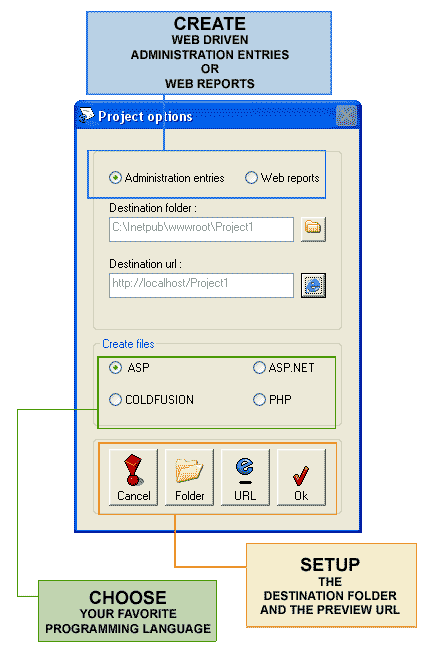 CREATE
WEB DRIVEN
ADMINISTRATION ENTRIES
OR
WEB REPORTS
Project options
Administration entries
Web reports
Destination folder :
C:\Inetpub\wwwroot\Project1
Destination url :
http://localhost/Project1
Create files
ASP
ASP.NET
COLDFUSION
PHP
Cancel
Folder
URL
Ok
SETUP
THE
DESTINATION FOLDER
AND THE PREVIEW URL
CHOOSE
YOUR FAVORITE
PROGRAMMING LANGUAGE